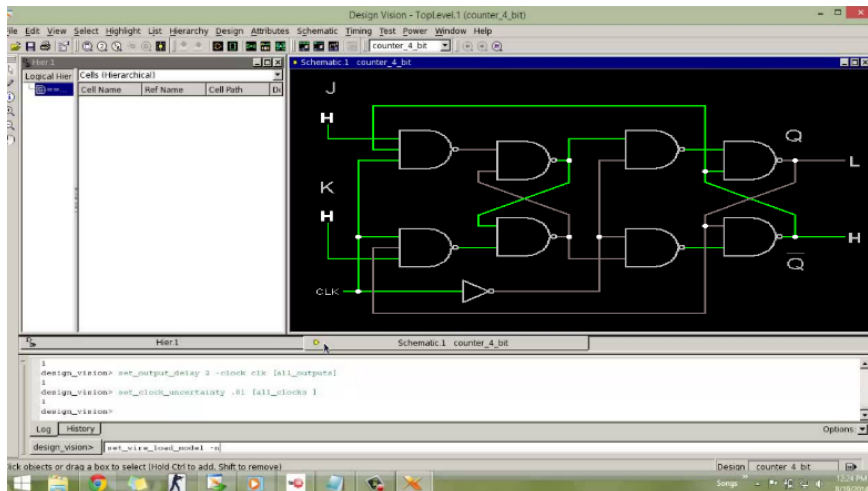 Design Vision - TopLevel.1 (counter_4_bit)
File Edit View Select Highlight List Hierarchy Design Attributes Schematic Timing Test Power Window Help
counter_4_bit
Hier.1
Schematic.1 counter_4_bit
Logical Hier
Cells (Hierarchical)
Cell Name Ref Name Cell Path
J
H
K
H
CLK
Q
L
H
Q
Hier.1
Schematic.1 counter_4_bit
1
design_vision> set_output_delay 2 -clock clk [all_outputs]
1
design_vision> set_clock_uncertainty .01 [all_clocks ]
1
design_vision>
Log History
Options:
design_vision> set_wire_load_model -n
lick objects or drag a box to select (Hold Ctrl to add, Shift to remove)
Design counter_4_bit
Songs
12:24 PM